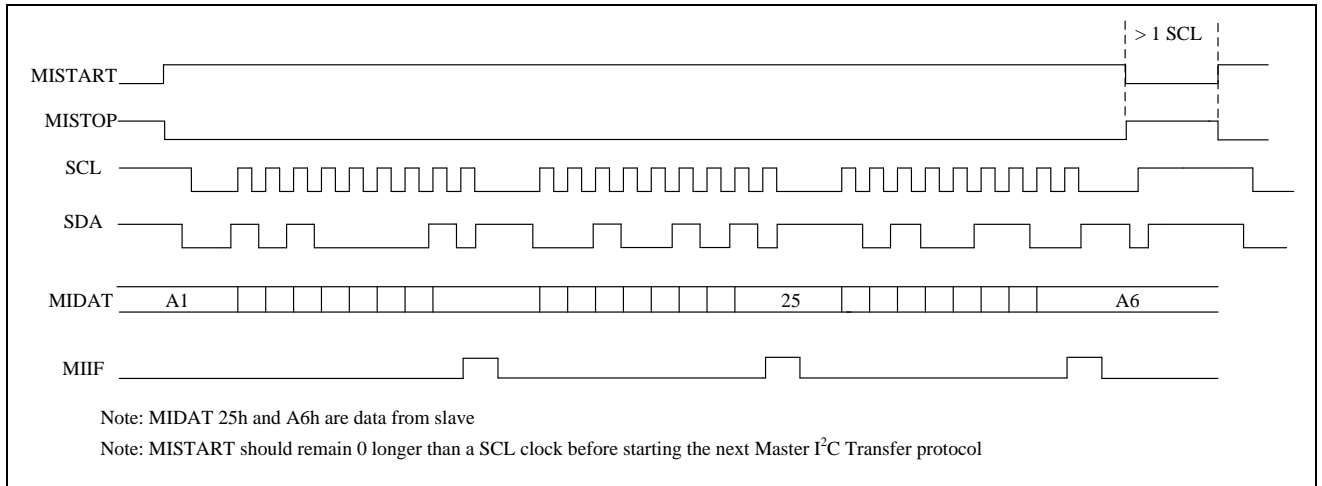 > 1 SCL
MISTART
MISTOP
SCL
SDA
MIDAT A1 25 A6
MIIF
Note: MIDAT 25h and A6h are data from slave
Note: MISTART should remain 0 longer than a SCL clock before starting the next Master I²C Transfer protocol